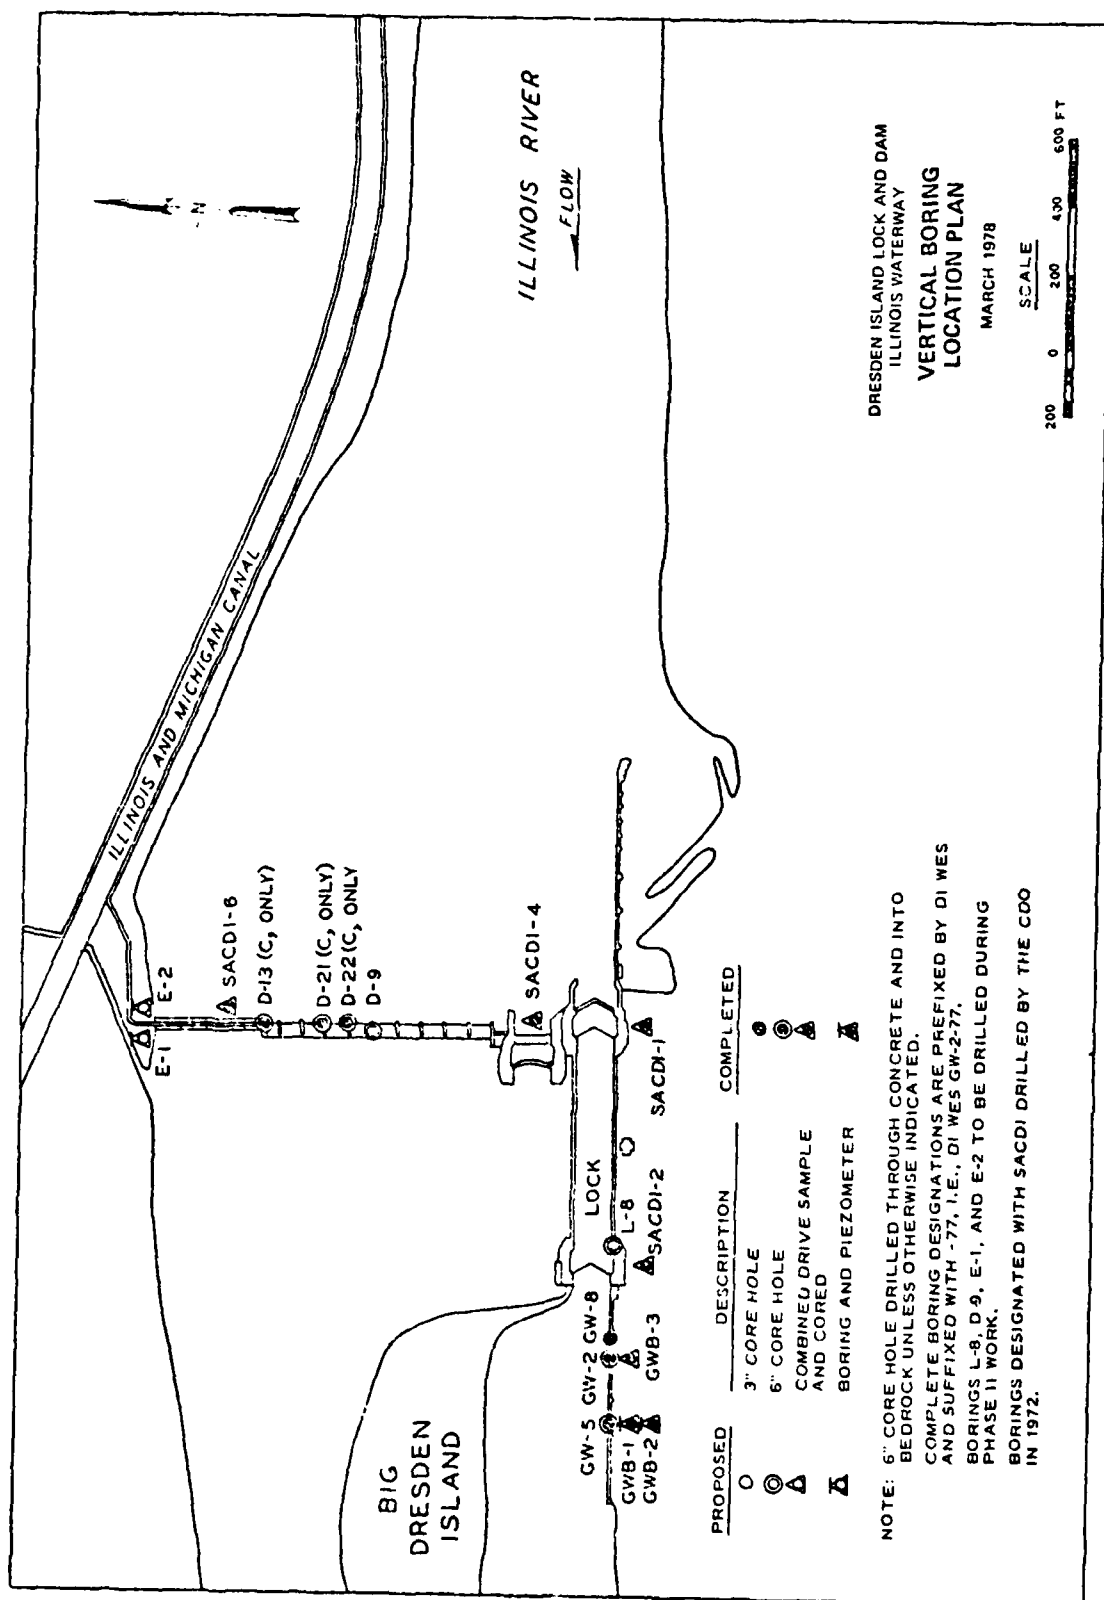 N
ILLINOIS AND MICHIGAN CANAL
ILLINOIS RIVER
FLOW
E-1
E-2
SACDI-6
D-13 (C, ONLY)
D-21 (C, ONLY)
D-22 (C, ONLY
D-9
SACDI-4
SACDI-1
LOCK
L-8
SACDI-2
GW-5
GW-2
GW-8
GWB-1
GWB-2
GWB-3
BIG
DRESDEN
ISLAND
PROPOSED
DESCRIPTION
COMPLETED
3" CORE HOLE
6" CORE HOLE
COMBINED DRIVE SAMPLE
AND CORED
BORING AND PIEZOMETER
NOTE: 6" CORE HOLE DRILLED THROUGH CONCRETE AND INTO
BEDROCK UNLESS OTHERWISE INDICATED.
COMPLETE BORING DESIGNATIONS ARE PREFIXED BY DI WES
AND SUFFIXED WITH -77, I.E., DI WES GW-2-77.
BORINGS L-8, D-9, E-1, AND E-2 TO BE DRILLED DURING
PHASE II WORK.
BORINGS DESIGNATED WITH SACDI DRILLED BY THE CDO
IN 1972.
DRESDEN ISLAND LOCK AND DAM
ILLINOIS WATERWAY
VERTICAL BORING
LOCATION PLAN
MARCH 1978
SCALE
200 0 200 400 600 FT